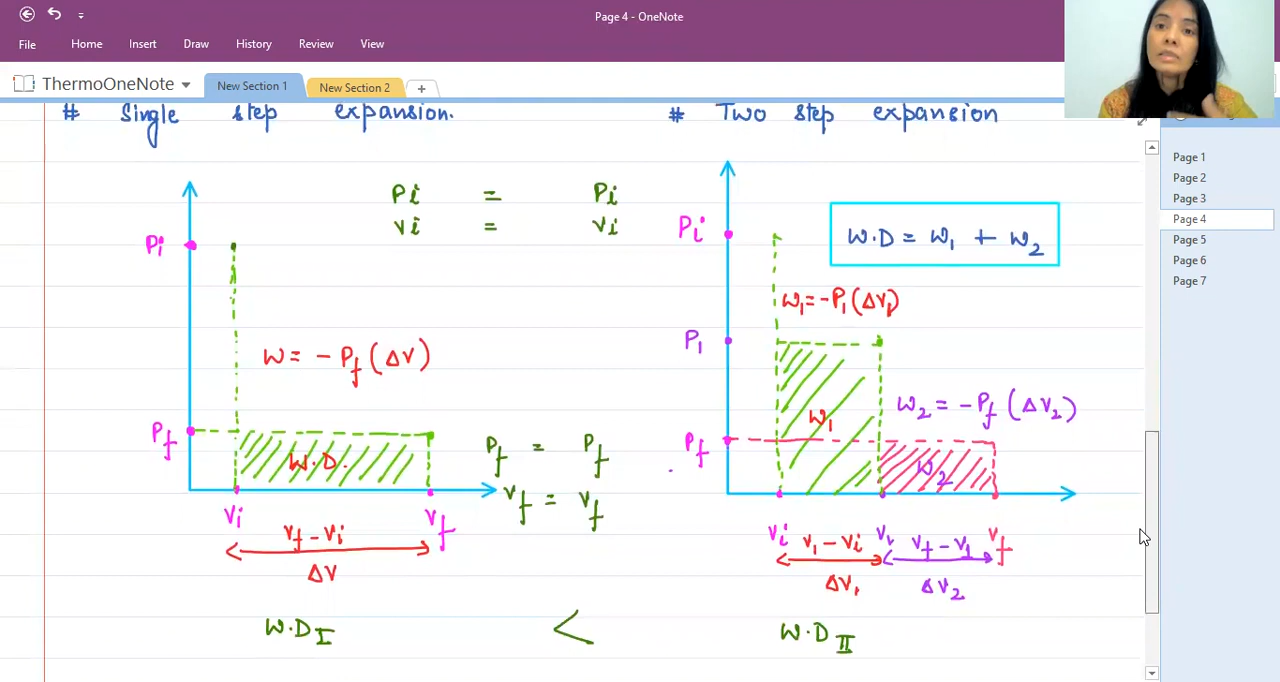 Page 4 - OneNote
File Home Insert Draw History Review View
ThermoOneNote New Section 1 New Section 2 +
# Single step expansion.
# Two step expansion
Page 1
Page 2
Page 3
Page 4
Page 5
Page 6
Page 7
Pi = Pi
Vi = Vi
Pi
W = - Pf (ΔV)
Pf
W.D.
Vi
Vf
Vf - Vi
ΔV
Pf = Pf
Vf = Vf
Pi
W.D = W1 + W2
W1 = -P1 (ΔV1)
P1
W2 = -Pf (ΔV2)
W1
Pf
W2
Vi V1 - Vi V1 Vf - V1 Vf
ΔV1 ΔV2
W.D I < W.D II